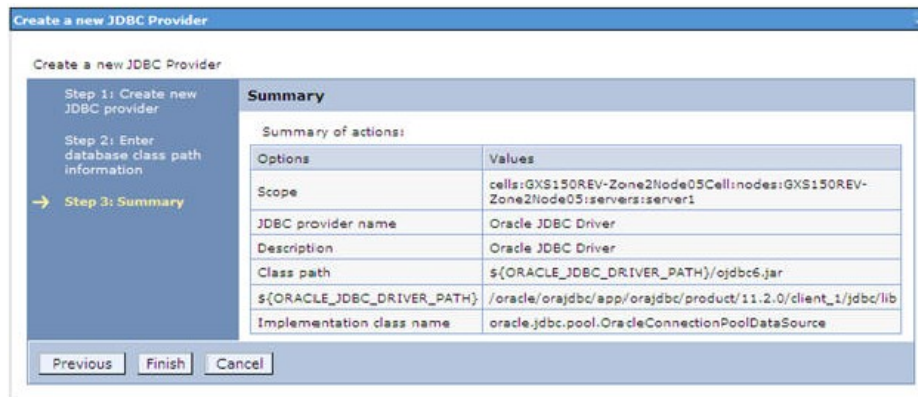 Create a new JDBC Provider
Create a new JDBC Provider
Step 1: Create new
JDBC provider
Step 2: Enter
database class path
information
→ Step 3: Summary
Summary
Summary of actions:
Options Values
Scope cells:GXS150REV-Zone2Node05Cell:nodes:GXS150REV-
Zone2Node05:servers:server1
JDBC provider name Oracle JDBC Driver
Description Oracle JDBC Driver
Class path ${ORACLE_JDBC_DRIVER_PATH}/ojdbc6.jar
${ORACLE_JDBC_DRIVER_PATH} /oracle/orajdbc/app/orajdbc/product/11.2.0/client_1/jdbc/lib
Implementation class name oracle.jdbc.pool.OracleConnectionPoolDataSource
Previous Finish Cancel